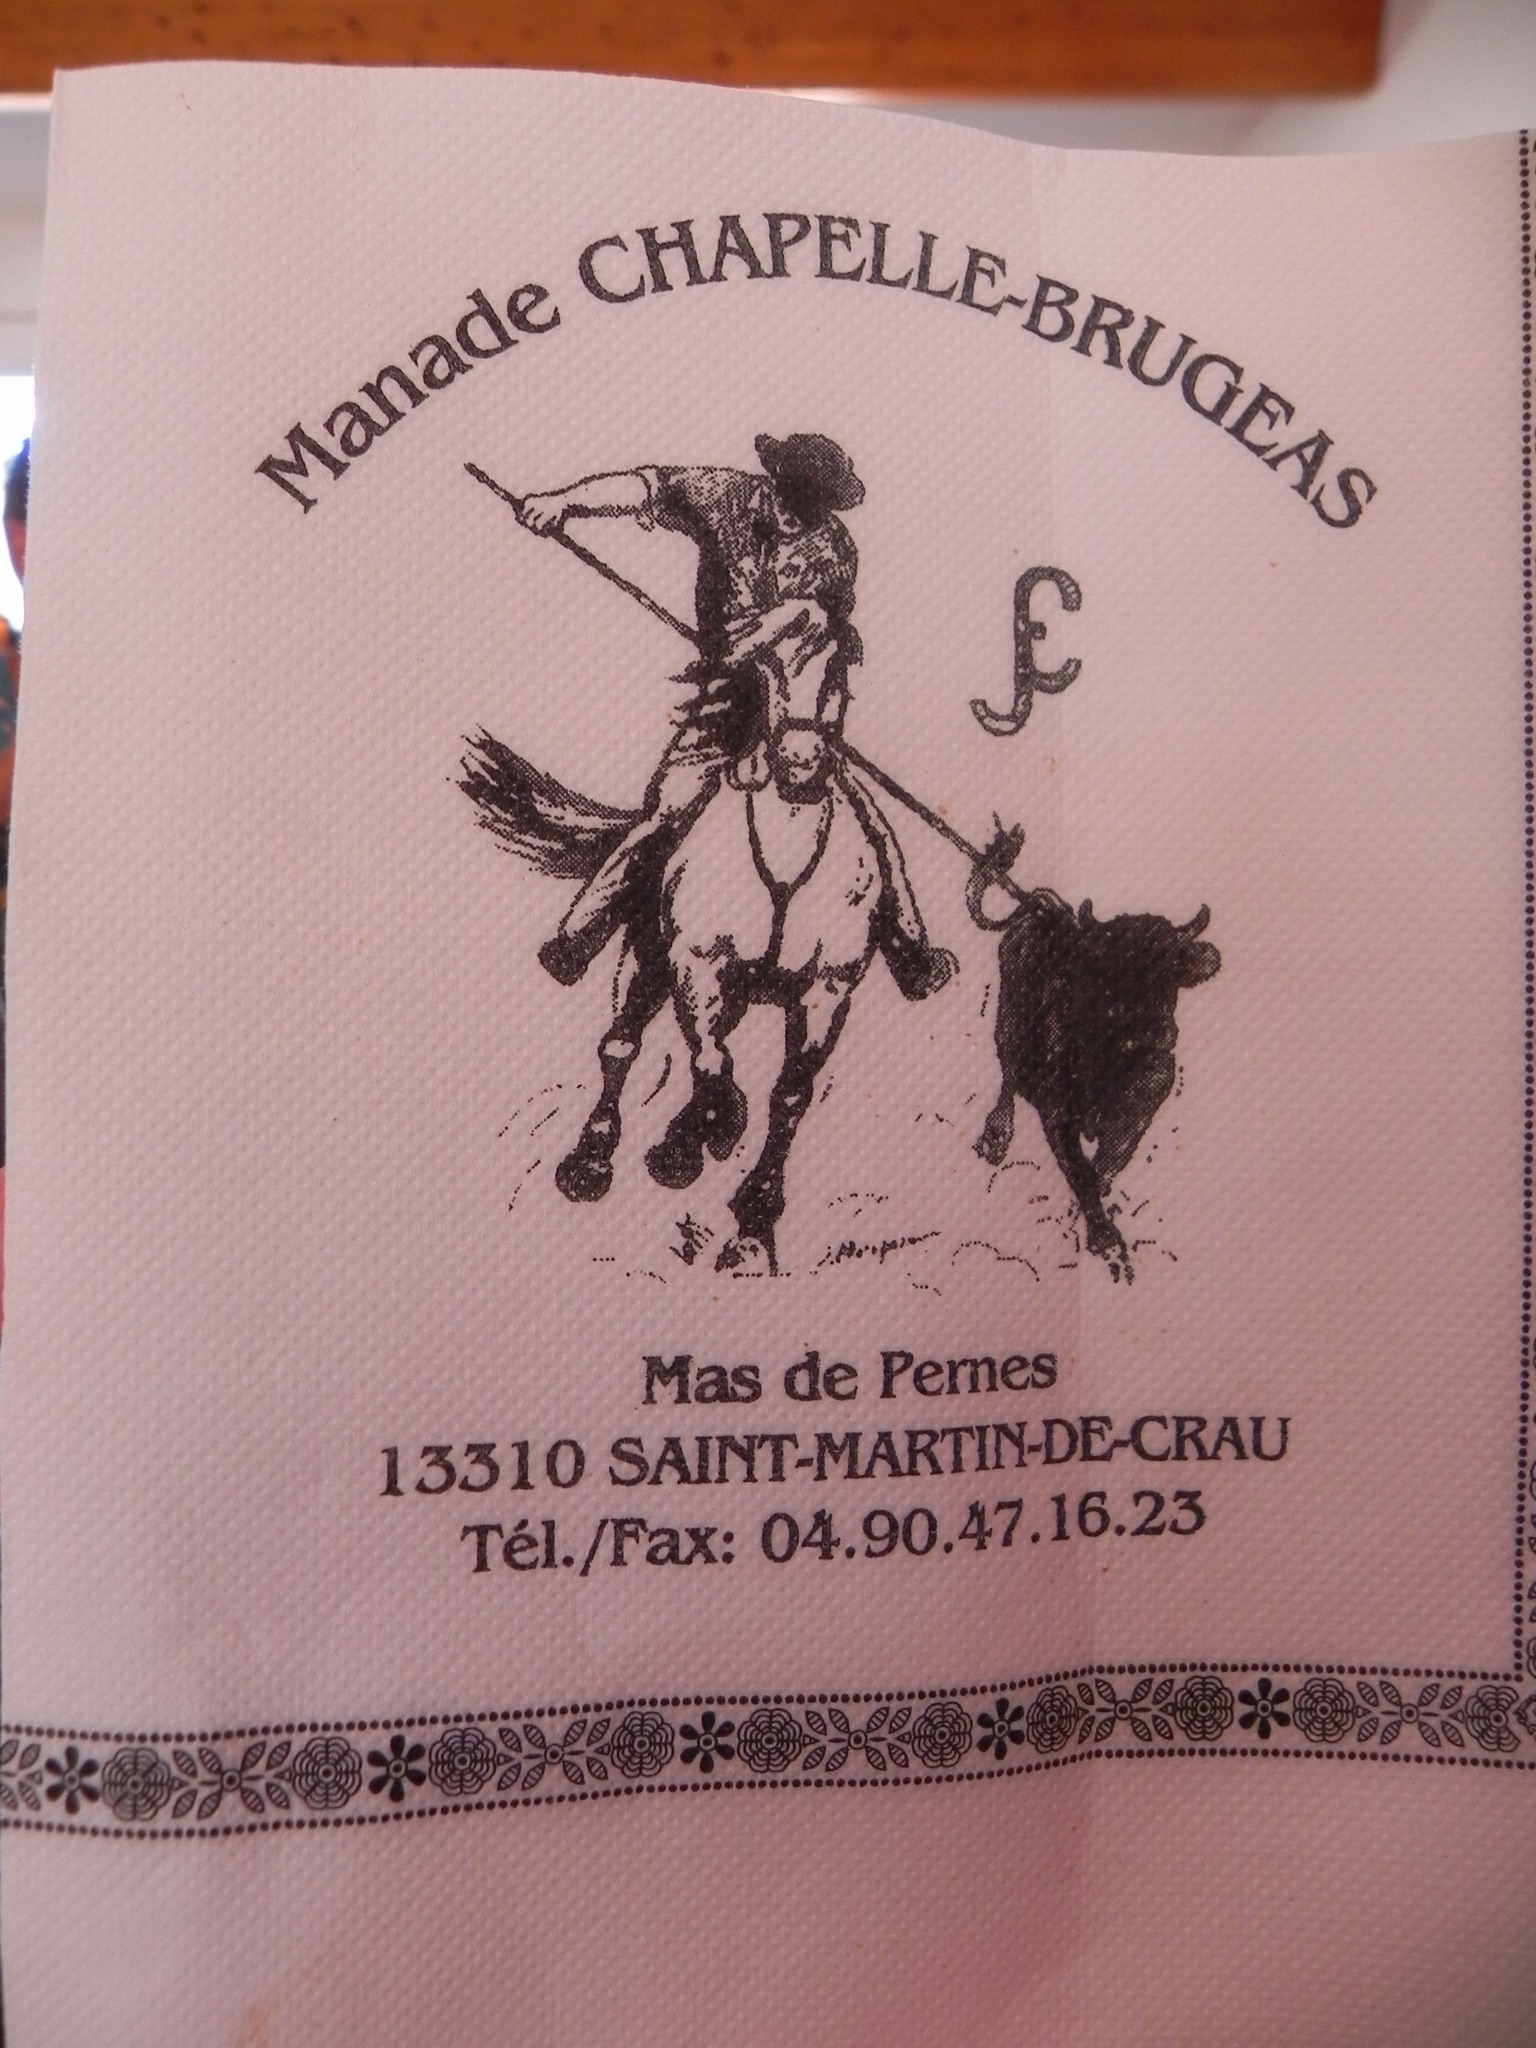 Manade CHAPELLE-BRUGEAS
Mas de Pernes
13310 SAINT-MARTIN-DE-CRAU
Tél./Fax: 04.90.47.16.23